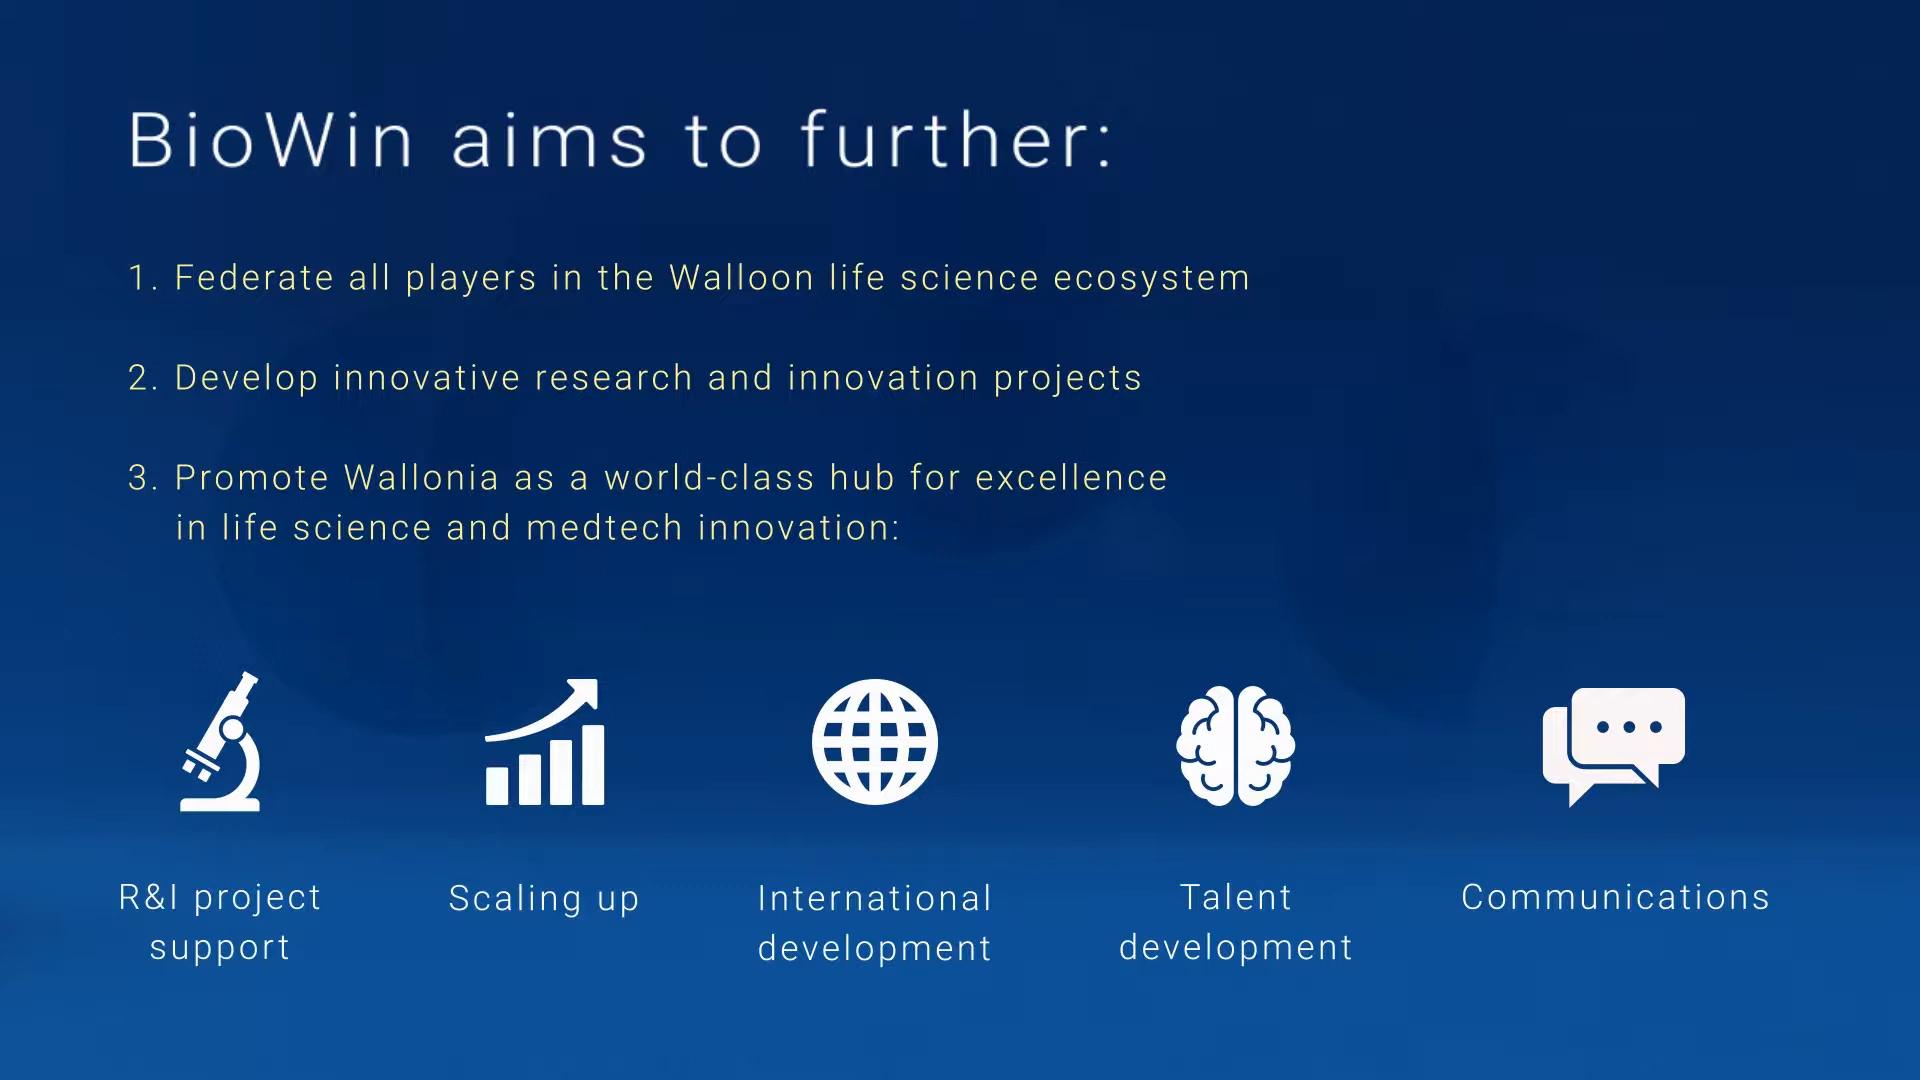 BioWin aims to further:
1. Federate all players in the Walloon life science ecosystem
2. Develop innovative research and innovation projects
3. Promote Wallonia as a world-class hub for excellence
in life science and medtech innovation:
R&I project
support
Scaling up
International
development
Talent
development
Communications